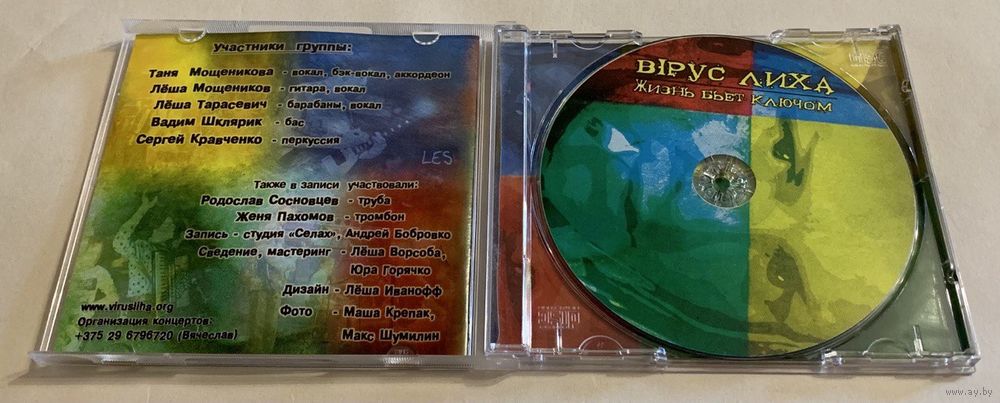 Участники группы:
Таня Мощеникова - вокал, бэк-вокал, аккордеон
Лёша Мощеников - гитара, вокал
Лёша Тарасевич - барабаны, вокал
Вадим Шклярик - бас
Сергей Кравченко - перкуссия
LES
Также в записи участвовали:
Родослав Сосновцев - труба
Женя Пахомов - тромбон
Запись - студия «Селах», Андрей Бобровко
Сведение, мастеринг - Лёша Ворсоба,
Юра Горячко
Дизайн - Лёша Иванофф
Фото - Маша Крепак,
Макс Шумилин
www.virusliha.org
Организация концертов:
+375 29 6796720 (Вячеслав)
ВIРУС ЛИХА
Жизнь бьет ключом
www.ay.by